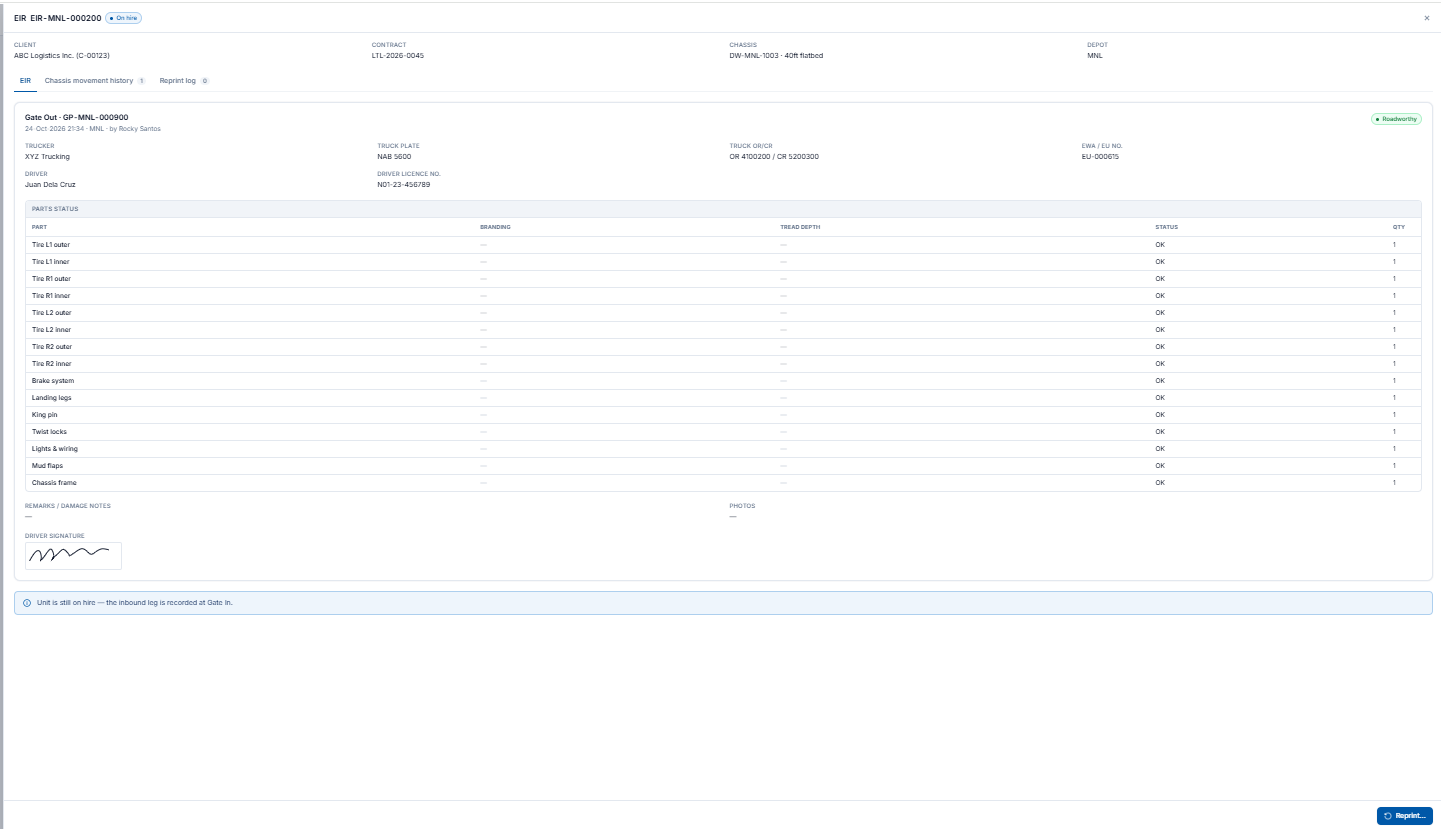 EIR EIR-MNL-000200 On hire ×
CLIENT CONTRACT CHASSIS DEPOT
ABC Logistics Inc. (C-00123) LTL-2026-0045 DW-MNL-1003 · 40ft flatbed MNL
EIR Chassis movement history 1 Reprint log 0
Gate Out · GP-MNL-000900 Roadworthy
24-Oct-2026 21:34 · MNL · by Rocky Santos
TRUCKER TRUCK PLATE TRUCK OR/CR EWA / EU NO.
XYZ Trucking NAB 5600 OR 4100200 / CR 5200300 EU-000615
DRIVER DRIVER LICENCE NO.
Juan Dela Cruz N01-23-456789
PARTS STATUS
PART BRANDING TREAD DEPTH STATUS QTY
Tire L1 outer — — OK 1
Tire L1 inner — — OK 1
Tire R1 outer — — OK 1
Tire R1 inner — — OK 1
Tire L2 outer — — OK 1
Tire L2 inner — — OK 1
Tire R2 outer — — OK 1
Tire R2 inner — — OK 1
Brake system — — OK 1
Landing legs — — OK 1
King pin — — OK 1
Twist locks — — OK 1
Lights & wiring — — OK 1
Mud flaps — — OK 1
Chassis frame — — OK 1
REMARKS / DAMAGE NOTES PHOTOS
— —
DRIVER SIGNATURE
Unit is still on hire — the inbound leg is recorded at Gate In.
Reprint...